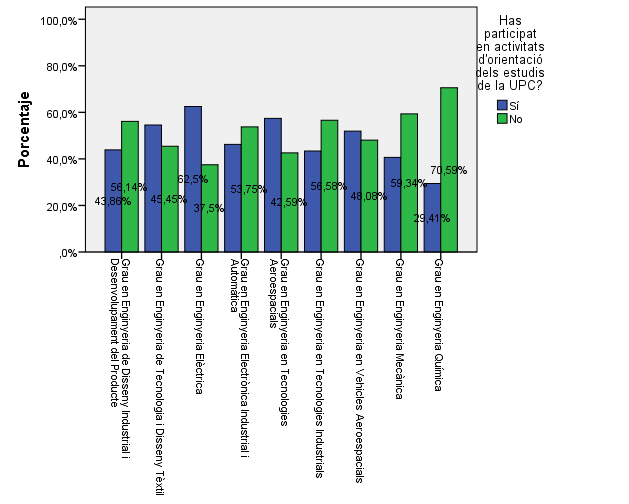 Has
participat
en activitats
d'orientació
dels estudis
de la UPC?
Sí
No
Porcentaje
100,0%
80,0%
60,0%
40,0%
20,0%
,0%
43,86%
56,14%
45,45%
62,5%
37,5%
53,75%
42,59%
56,58%
48,08%
59,34%
29,41%
70,59%
Grau en Enginyeria de Disseny Industrial i
Desenvolupament del Producte
Grau en Enginyeria de Tecnologia i Disseny Tèxtil
Grau en Enginyeria Elèctrica
Grau en Enginyeria Electrònica Industrial i
Automàtica
Grau en Enginyeria en Tecnologies
Aeroespacials
Grau en Enginyeria en Tecnologies Industrials
Grau en Enginyeria en Vehicles Aeroespacials
Grau en Enginyeria Mecànica
Grau en Enginyeria Química